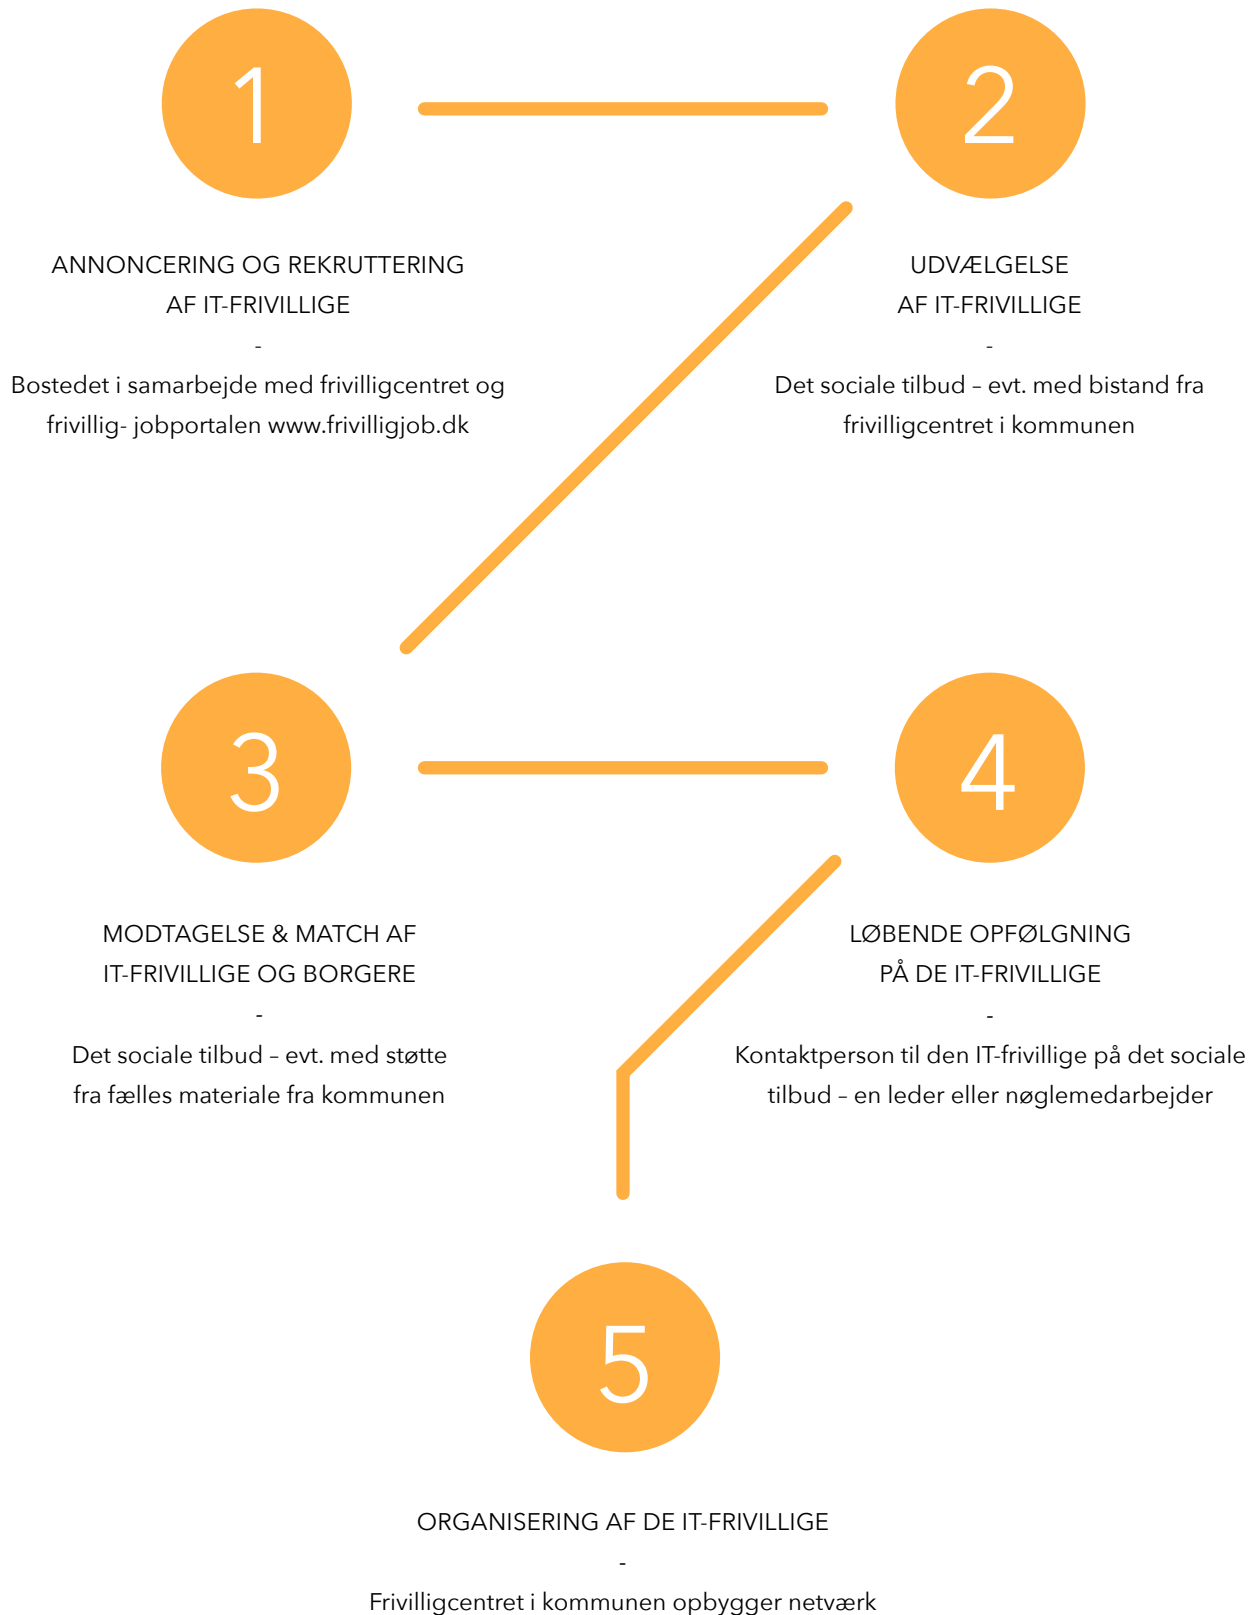 1
ANNONCERING OG REKRUTTERING
AF IT-FRIVILLIGE
-
Bostedet i samarbejde med frivilligcentret og
frivillig- jobportalen www.frivilligjob.dk
2
UDVÆLGELSE
AF IT-FRIVILLIGE
-
Det sociale tilbud – evt. med bistand fra
frivilligcentret i kommunen
3
MODTAGELSE & MATCH AF
IT-FRIVILLIGE OG BORGERE
-
Det sociale tilbud – evt. med støtte
fra fælles materiale fra kommunen
4
LØBENDE OPFØLGNING
PÅ DE IT-FRIVILLIGE
-
Kontaktperson til den IT-frivillige på det sociale
tilbud – en leder eller nøglemedarbejder
5
ORGANISERING AF DE IT-FRIVILLIGE
-
Frivilligcentret i kommunen opbygger netværk